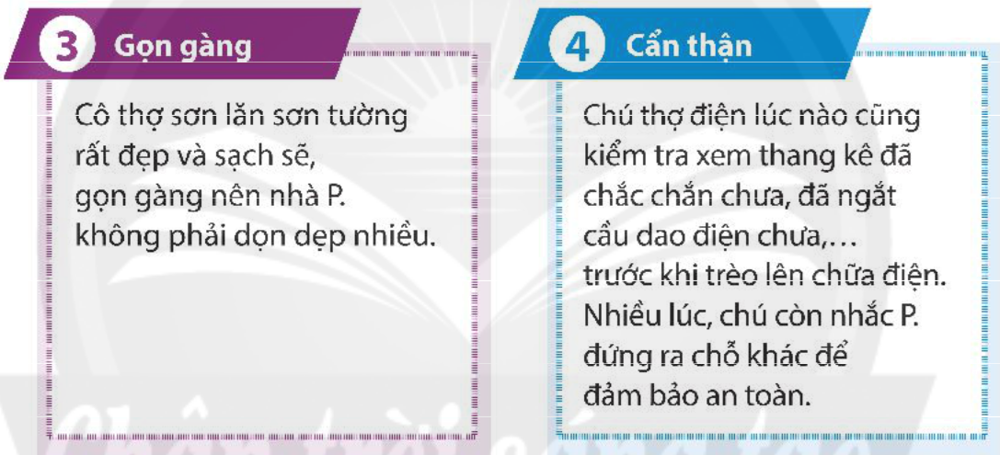 3 Gọn gàng
Cô thợ sơn lăn sơn tường
rất đẹp và sạch sẽ,
gọn gàng nên nhà P.
không phải dọn dẹp nhiều.
4 Cẩn thận
Chú thợ điện lúc nào cũng
kiểm tra xem thang kê đã
chắc chắn chưa, đã ngắt
cầu dao điện chưa,…
trước khi trèo lên chữa điện.
Nhiều lúc, chú còn nhắc P.
đứng ra chỗ khác để
đảm bảo an toàn.